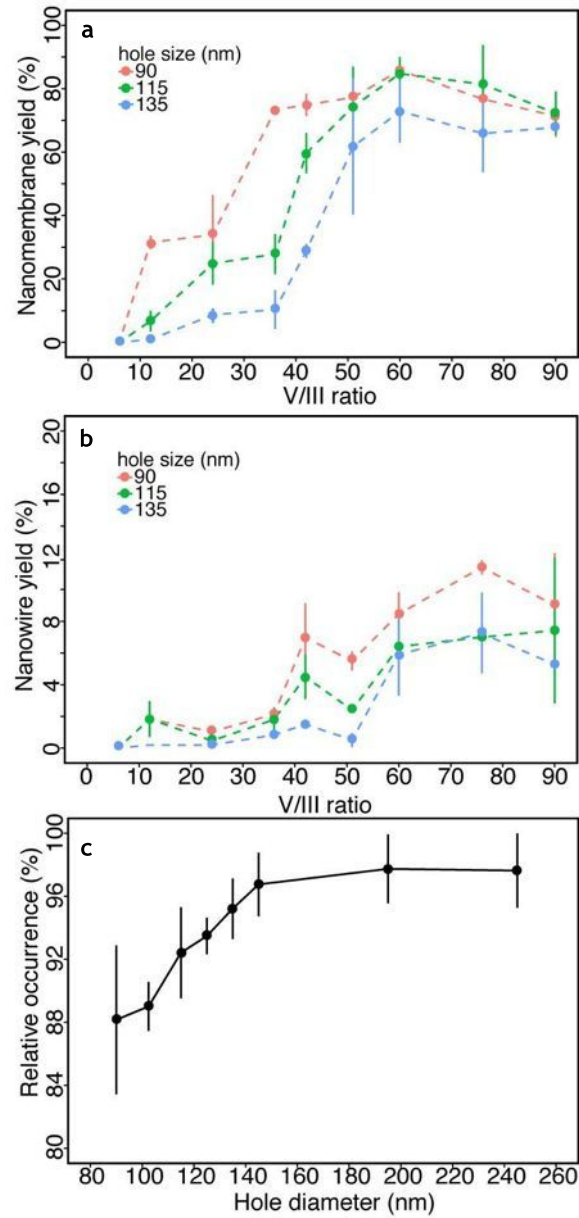 a
hole size (nm)
90
115
135
Nanomembrane yield (%)
100
80
60
40
20
0
0 10 20 30 40 50 60 70 80 90
V/III ratio
b
hole size (nm)
90
115
135
Nanowire yield (%)
20
16
12
8
4
0
0 10 20 30 40 50 60 70 80 90
V/III ratio
c
Relative occurrence (%)
100
96
92
88
84
80
80 100 120 140 160 180 200 220 240 260
Hole diameter (nm)